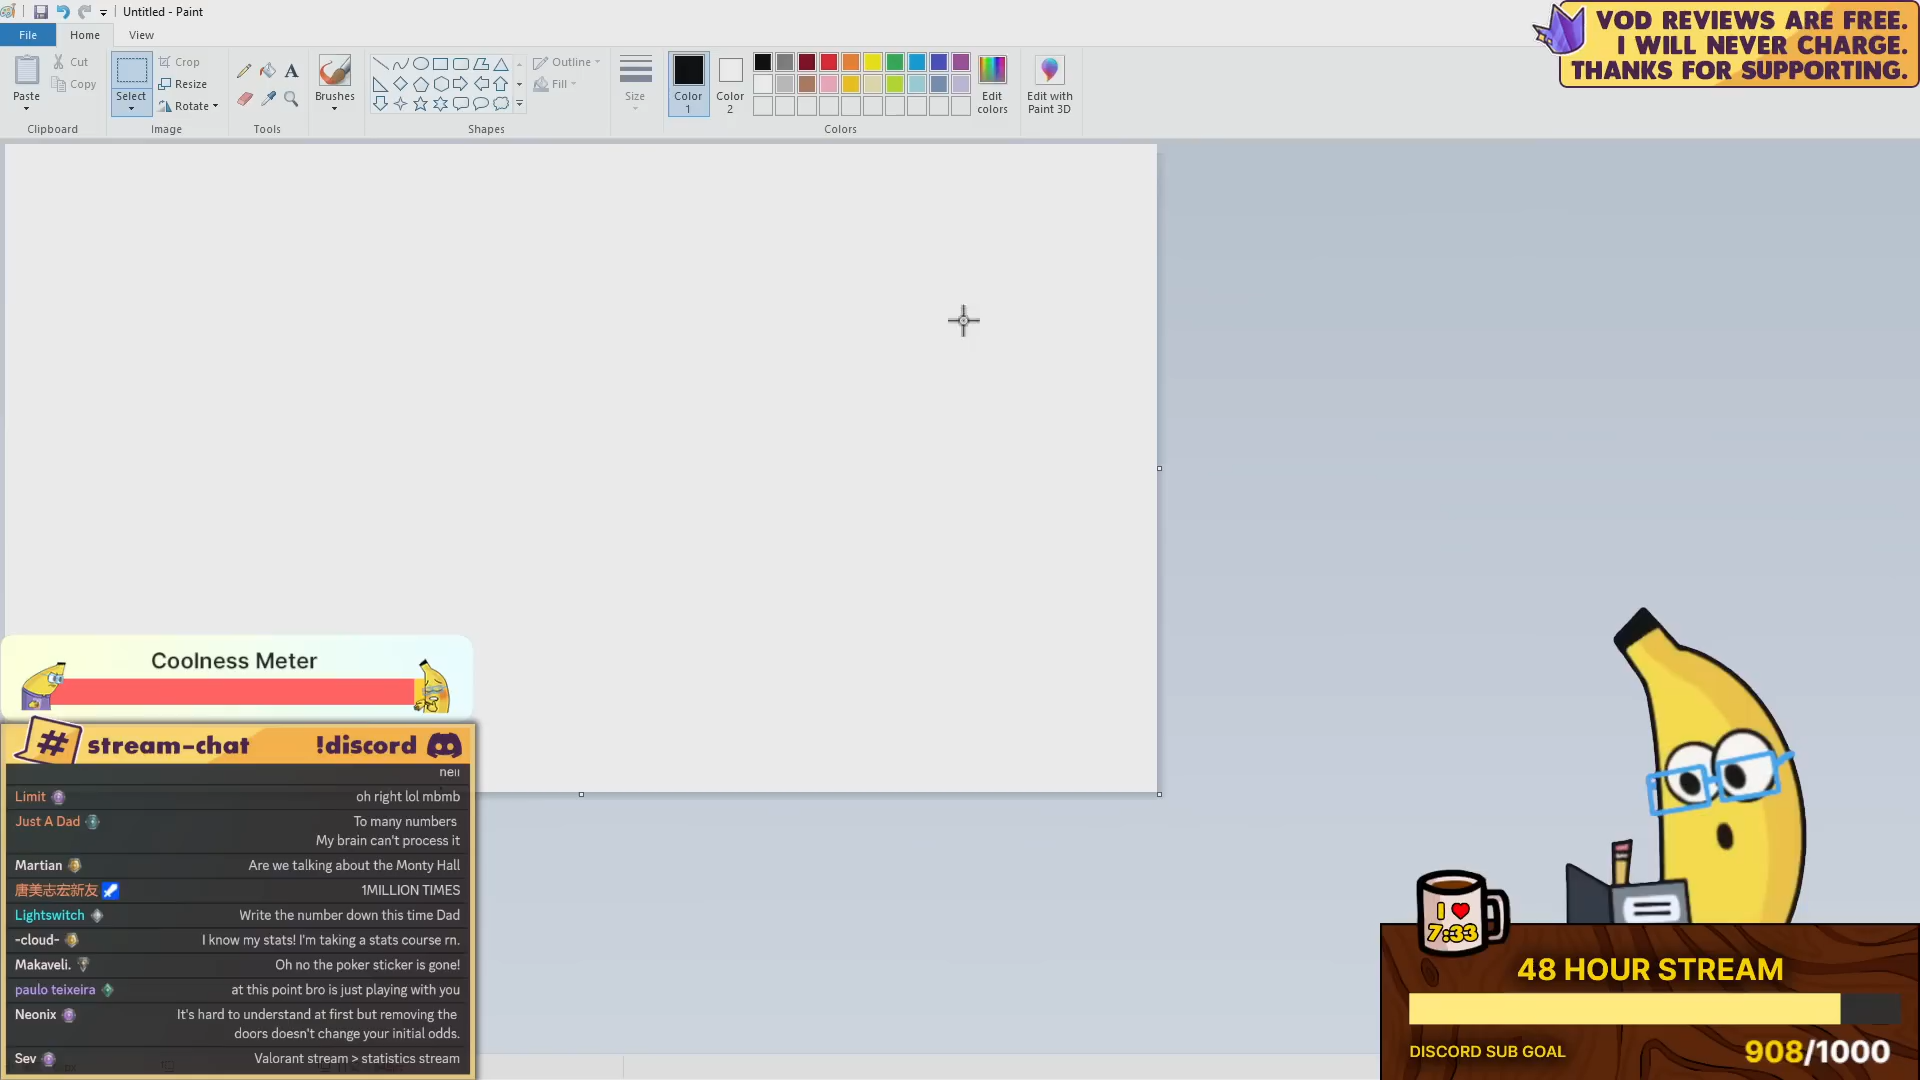 Untitled - Paint
File
Home
View
Paste
Cut
Copy
Clipboard
Select
Crop
Resize
Rotate
Image
Tools
Brushes
Shapes
Outline
Fill
Size
Color
1
Color
2
Edit
colors
Edit with
Paint 3D
Colors
VOD REVIEWS ARE FREE.
I WILL NEVER CHARGE.
THANKS FOR SUPPORTING.
Coolness Meter
# stream-chat !discord
Limit oh right lol mbmb
Just A Dad To many numbers
My brain can't process it
Martian Are we talking about the Monty Hall
唐美志宏新友 1MILLION TIMES
Lightswitch Write the number down this time Dad
-cloud- I know my stats! I'm taking a stats course rn.
Makaveli. Oh no the poker sticker is gone!
paulo teixeira at this point bro is just playing with you
Neonix It's hard to understand at first but removing the
doors doesn't change your initial odds.
Sev Valorant stream > statistics stream
I ❤
7:33
48 HOUR STREAM
DISCORD SUB GOAL
908/1000